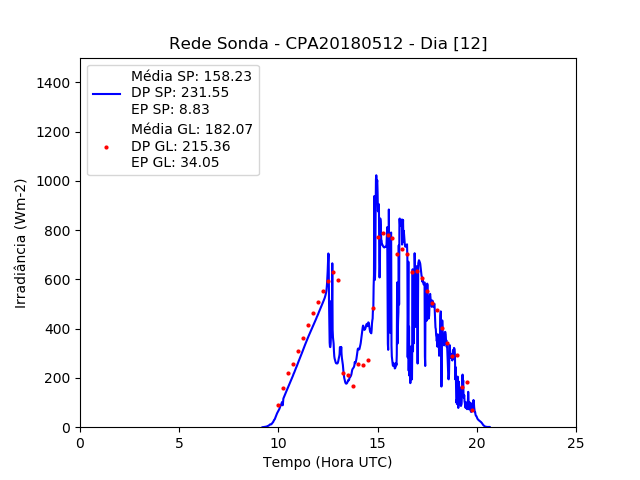 Rede Sonda - CPA20180512 - Dia [12]
Média SP: 158.23
DP SP: 231.55
EP SP: 8.83
Média GL: 182.07
DP GL: 215.36
EP GL: 34.05
Irradiância (Wm-2)
1400
1200
1000
800
600
400
200
0
0 5 10 15 20 25
Tempo (Hora UTC)